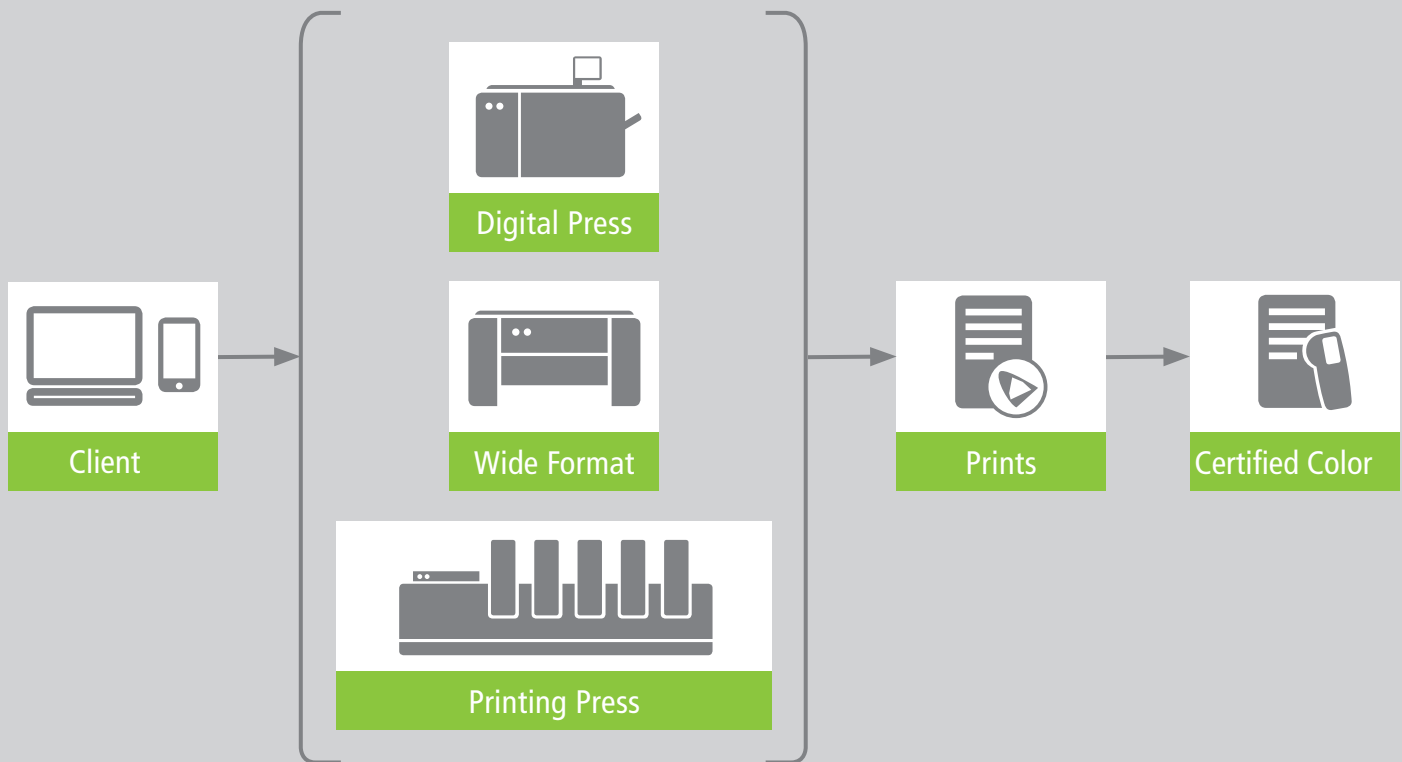 Digital Press
Client
Wide Format
Prints
Certified Color
Printing Press